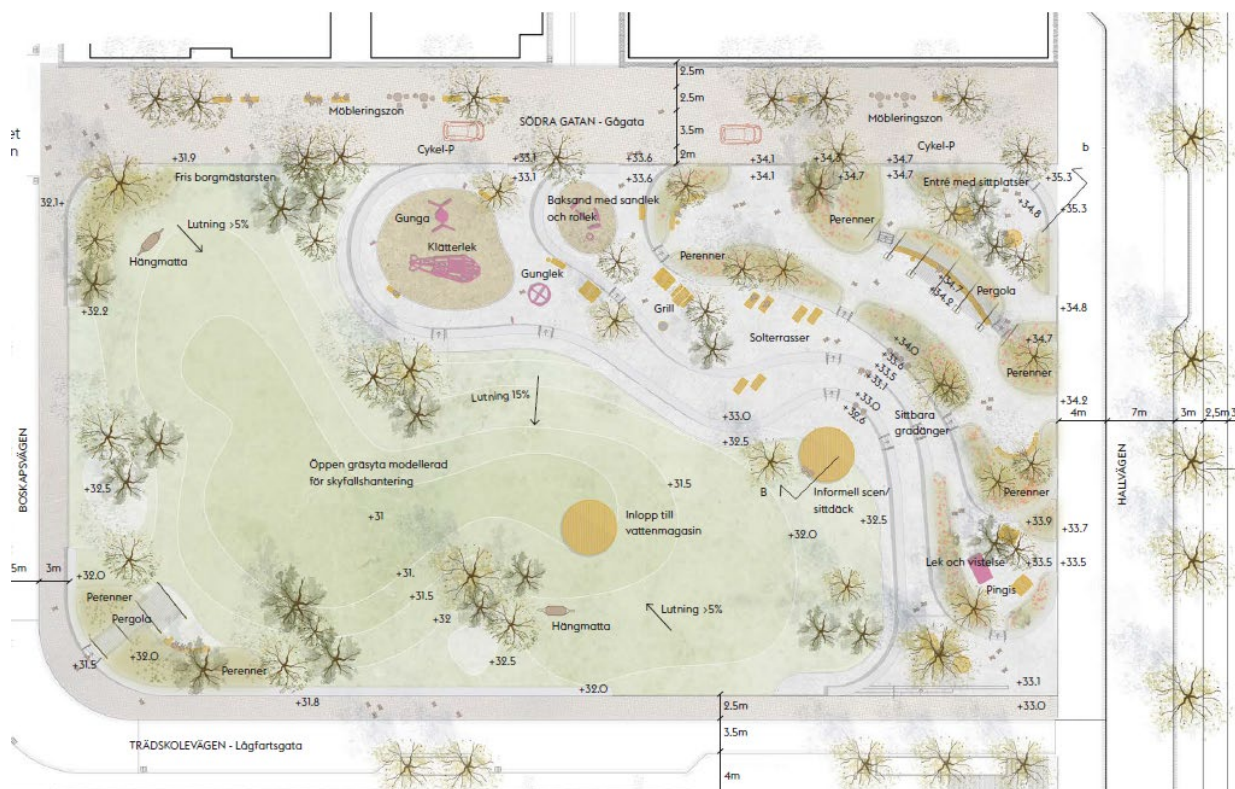 2.5m
2.5m
Möbleringszon
Möbleringszon
SÖDRA GATAN - Gågata
3.5m
et
n
Cykel-P
Cykel-P
2m
b
+31.9
+33.1
+33.6
+34.1
+34.7
+33.1
+33.6
+34.1
+34.7
+34.7
Fris borgmästarsten
Entré med sittplatser
+35.3
32.1+
+34.8
+35.3
Baksand med sandlek
och rollek
Gunga
Perenner
Lutning >5%
Klätterlek
Hängmatta
Perenner
+34.7
+34.2
Pergola
Gunglek
+32.2
Grill
+34.8
Solterrasser
+34.0
+33.6
+33.5
+33.1
+34.7
Perenner
Lutning 15%
+33.0
+32.6
+33.0
Sittbara
gradänger
+34.2
4m
7m
3m
2,5m
3
+32.5
BOSKAPSVÄGEN
HALLVÄGEN
Öppen gräsyta modellerad
för skyfallshantering
+32.5
+31.5
B
Informell scen/
sittdäck
Perenner
Inlopp till
vattenmagasin
+31
+32.5
+33.9
+33.7
+32.0
Lek och vistelse
+33.5
+33.5
5m
3m
+32.0
+31.
Pingis
Perenner
+31.5
Pergola
+32
Hängmatta
Lutning >5%
+31.5
+32.0
Perenner
+32.5
+32.0
+33.1
+31.8
2.5m
+33.0
3.5m
TRÄDSKOLEVÄGEN - Lågfartsgata
4m